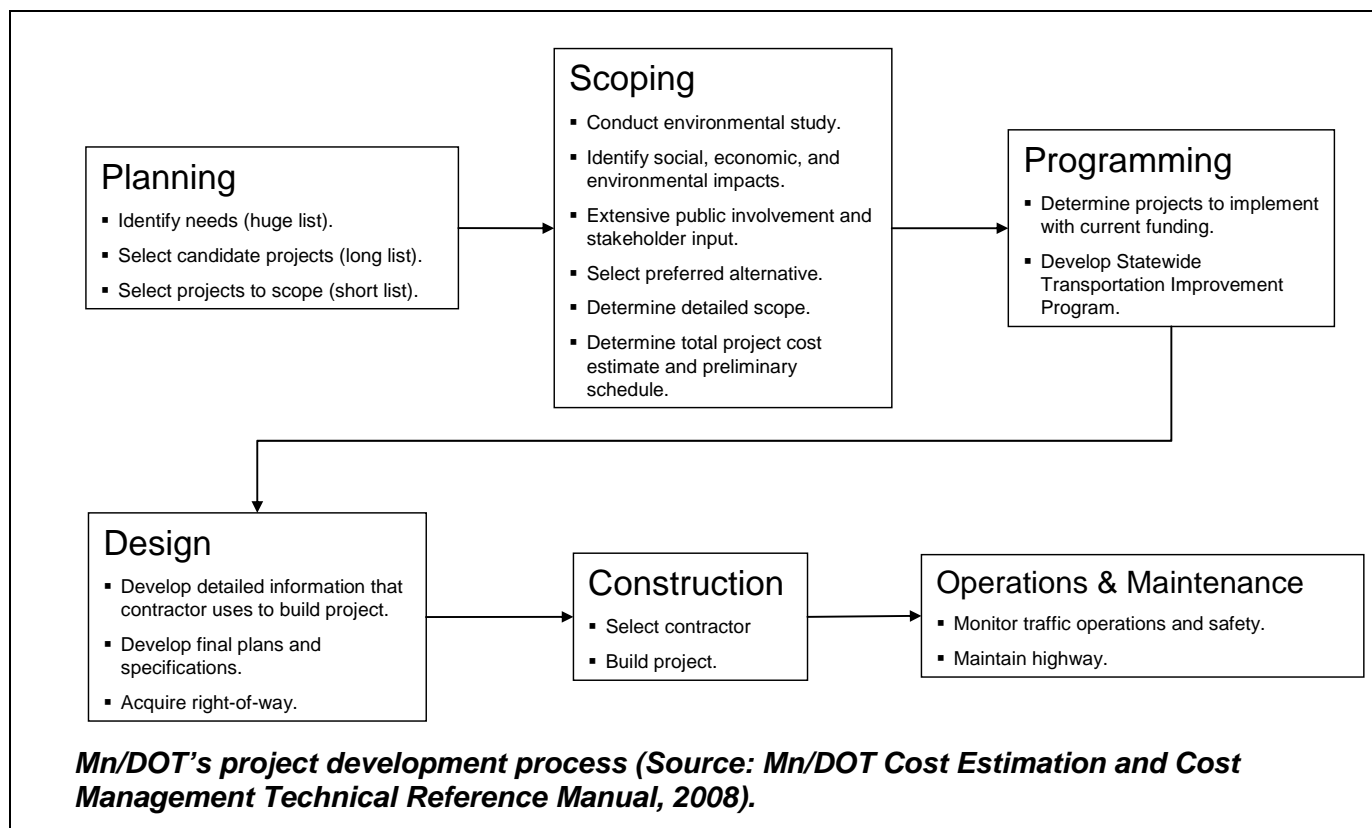 Planning
▪ Identify needs (huge list).
▪ Select candidate projects (long list).
▪ Select projects to scope (short list).
Scoping
▪ Conduct environmental study.
▪ Identify social, economic, and
environmental impacts.
▪ Extensive public involvement and
stakeholder input.
▪ Select preferred alternative.
▪ Determine detailed scope.
▪ Determine total project cost
estimate and preliminary
schedule.
Programming
▪ Determine projects to implement
with current funding.
▪ Develop Statewide
Transportation Improvement
Program.
Design
▪ Develop detailed information that
contractor uses to build project.
▪ Develop final plans and
specifications.
▪ Acquire right-of-way.
Construction
▪ Select contractor
▪ Build project.
Operations & Maintenance
▪ Monitor traffic operations and safety.
▪ Maintain highway.
Mn/DOT’s project development process (Source: Mn/DOT Cost Estimation and Cost
Management Technical Reference Manual, 2008).